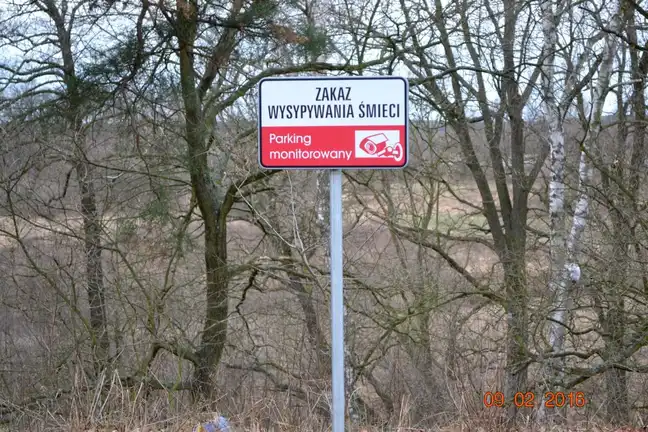 ZAKAZ
WYSYPYWANIA ŚMIECI
Parking
monitorowany
09.02.2016